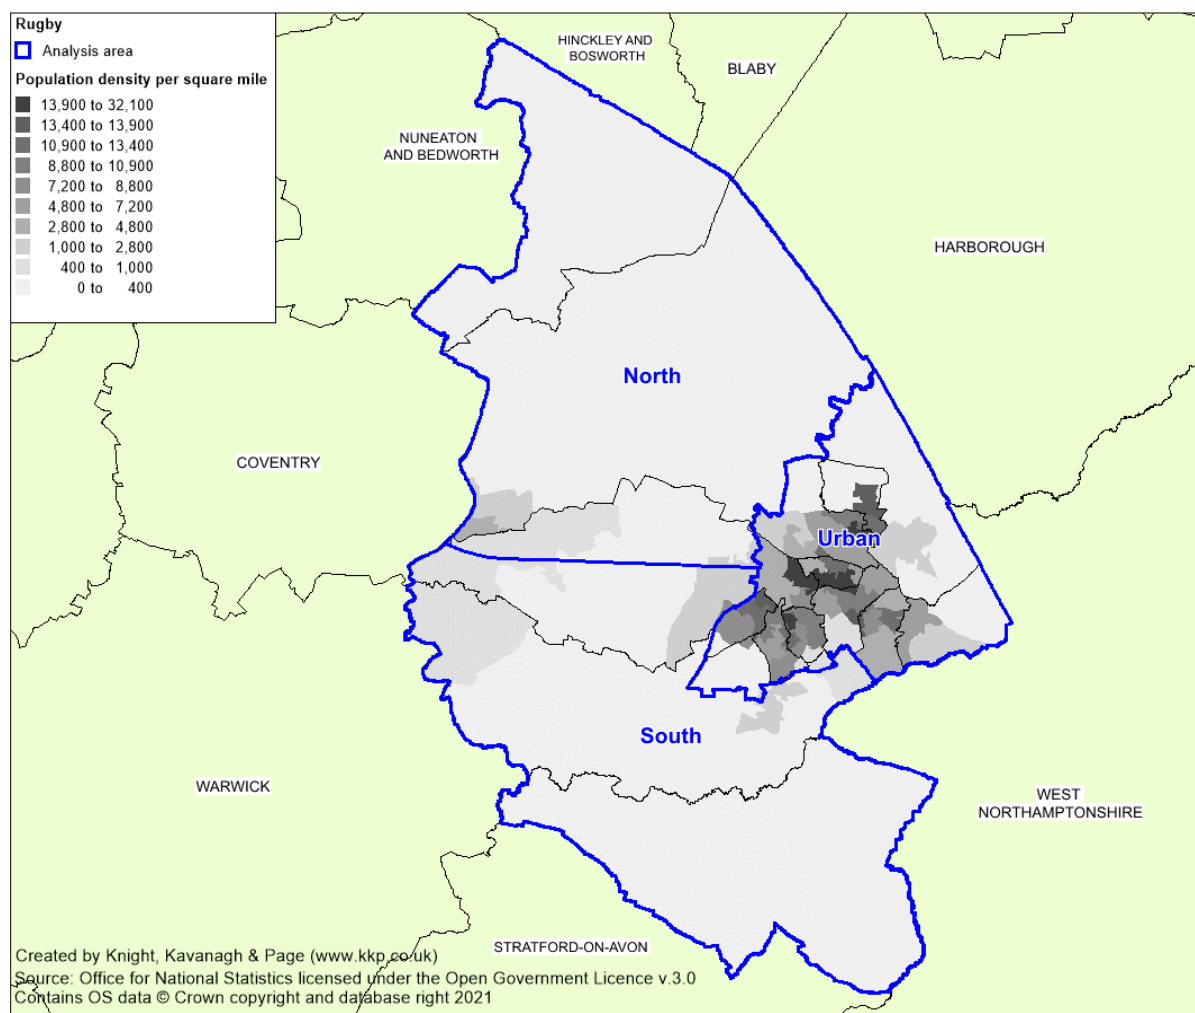 Rugby
Analysis area
Population density per square mile
13,900 to 32,100
13,400 to 13,900
10,900 to 13,400
8,800 to 10,900
7,200 to 8,800
4,800 to 7,200
2,800 to 4,800
1,000 to 2,800
400 to 1,000
0 to 400
HINCKLEY AND
BOSWORTH
BLABY
NUNEATON
AND BEDWORTH
HARBOROUGH
North
COVENTRY
Urban
South
WARWICK
WEST
NORTHAMPTONSHIRE
STRATFORD-ON-AVON
Created by Knight, Kavanagh & Page (www.kkp.co.uk)
Source: Office for National Statistics licensed under the Open Government Licence v.3.0
Contains OS data © Crown copyright and database right 2021